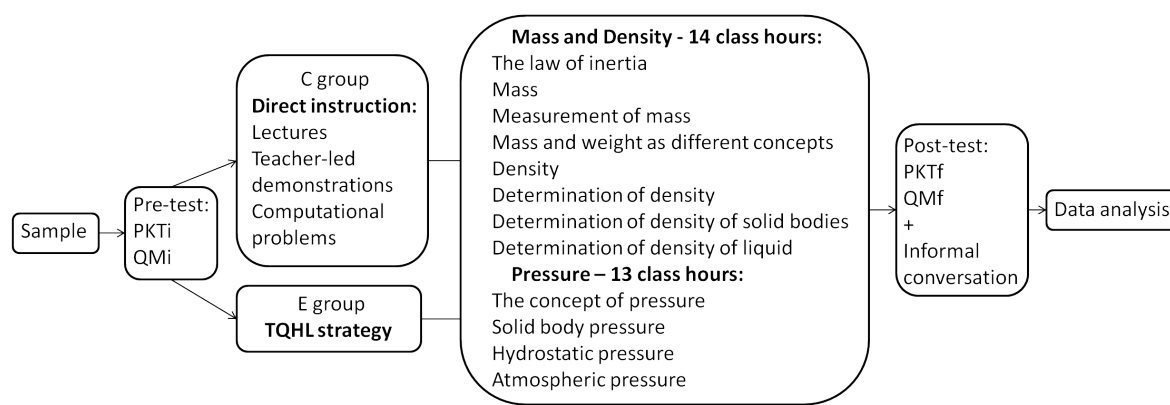 Sample
Pre-test:
PKTi
QMi
C group
Direct instruction:
Lectures
Teacher-led
demonstrations
Computational
problems
E group
TQHL strategy
Mass and Density - 14 class hours:
The law of inertia
Mass
Measurement of mass
Mass and weight as different concepts
Density
Determination of density
Determination of density of solid bodies
Determination of density of liquid
Pressure – 13 class hours:
The concept of pressure
Solid body pressure
Hydrostatic pressure
Atmospheric pressure
Post-test:
PKTf
QMf
+
Informal
conversation
Data analysis